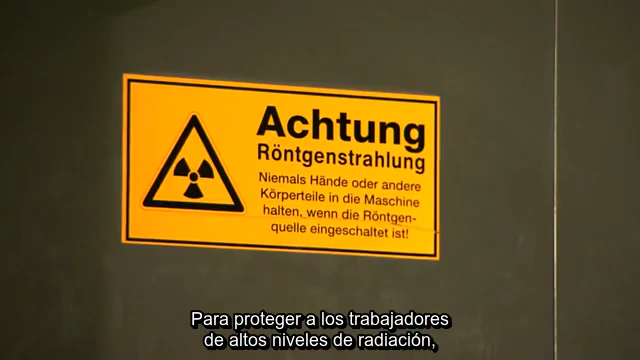 Achtung
Röntgenstrahlung
Niemals Hände oder andere
Körperteile in die Maschine
halten, wenn die Röntgen-
quelle eingeschaltet ist!
Para proteger a los trabajadores
de altos niveles de radiación,